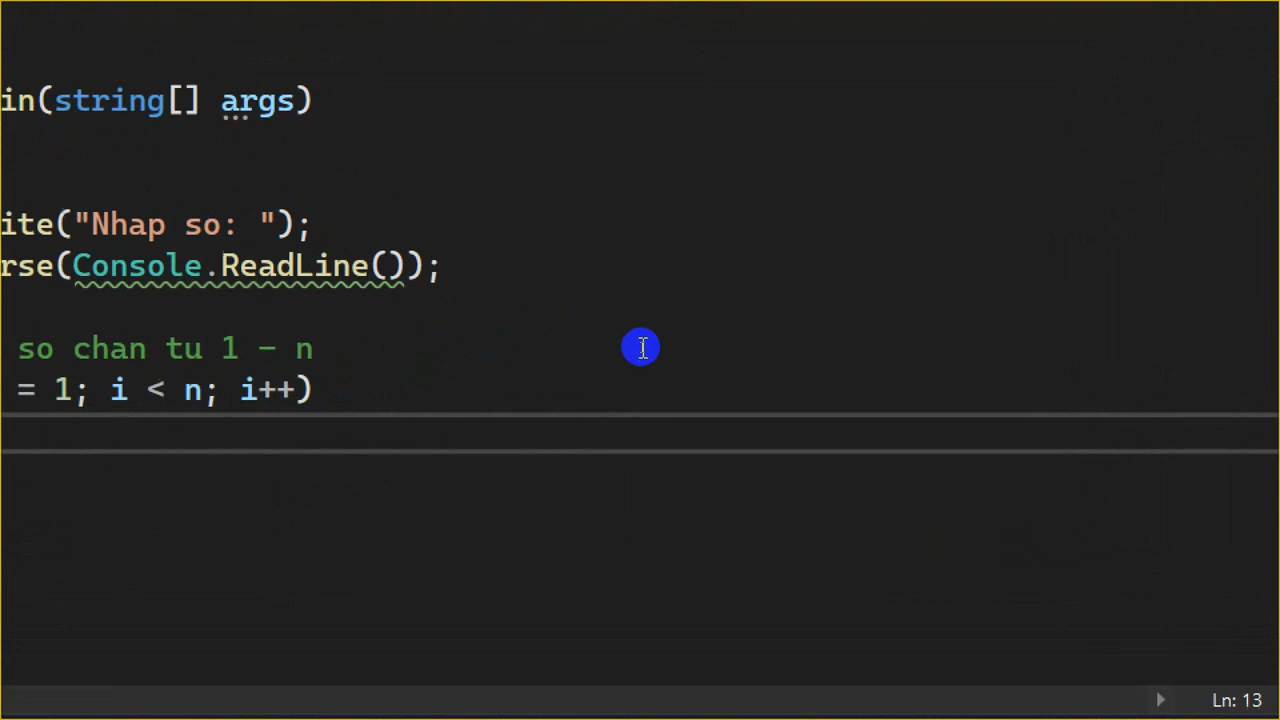 in(string[] args)
ite("Nhap so: ");
rse(Console.ReadLine());
so chan tu 1 - n
= 1; i < n; i++)
Ln: 13